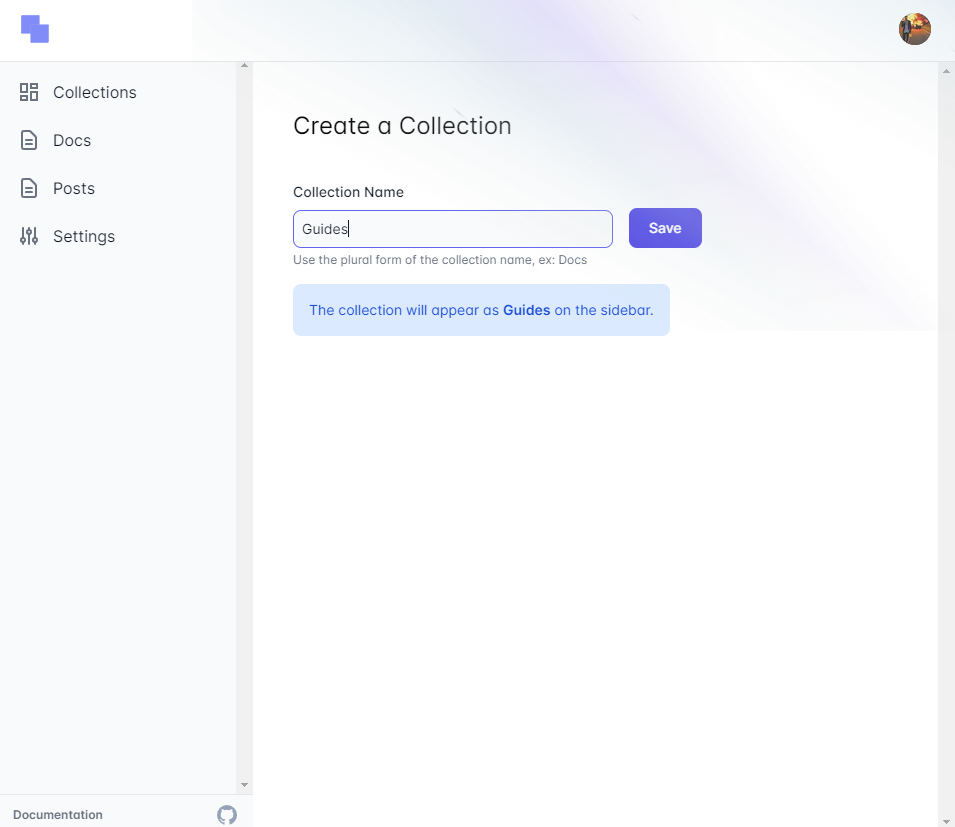 Collections
Docs
Posts
Settings
Create a Collection
Collection Name
Guides
Save
Use the plural form of the collection name, ex: Docs
The collection will appear as Guides on the sidebar.
Documentation